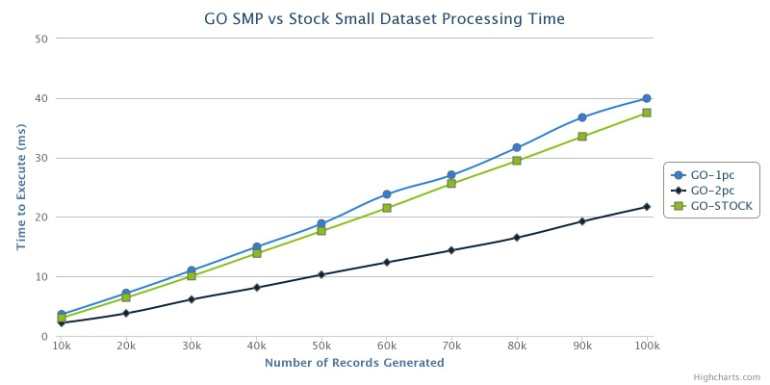 GO SMP vs Stock Small Dataset Processing Time
50
40
30
20
10
0
Time to Execute (ms)
10k 20k 30k 40k 50k 60k 70k 80k 90k 100k
Number of Records Generated
GO-1pc
GO-2pc
GO-STOCK
Highcharts.com